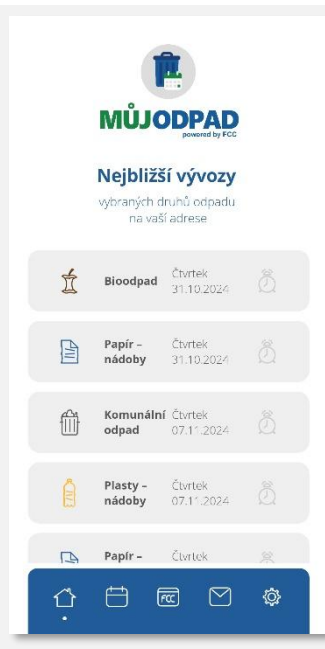 MŮJODPAD
powered by FCC
Nejbližší vývozy
vybraných druhů odpadu
na vaší adrese
Bioodpad
Čtvrtek
31.10.2024
Papír –
nádoby
Čtvrtek
31.10.2024
Komunální
odpad
Čtvrtek
07.11.2024
Plasty –
nádoby
Čtvrtek
07.11.2024
Papír –
Čtvrtek
FCC